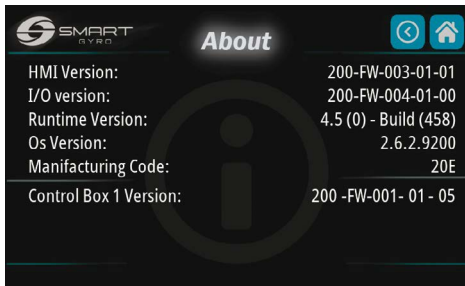 SMART
GYRO
About
HMI Version: 200-FW-003-01-01
I/O version: 200-FW-004-01-00
Runtime Version: 4.5 (0) - Build (458)
Os Version: 2.6.2.9200
Manifacturing Code: 20E
Control Box 1 Version: 200 -FW-001- 01 - 05